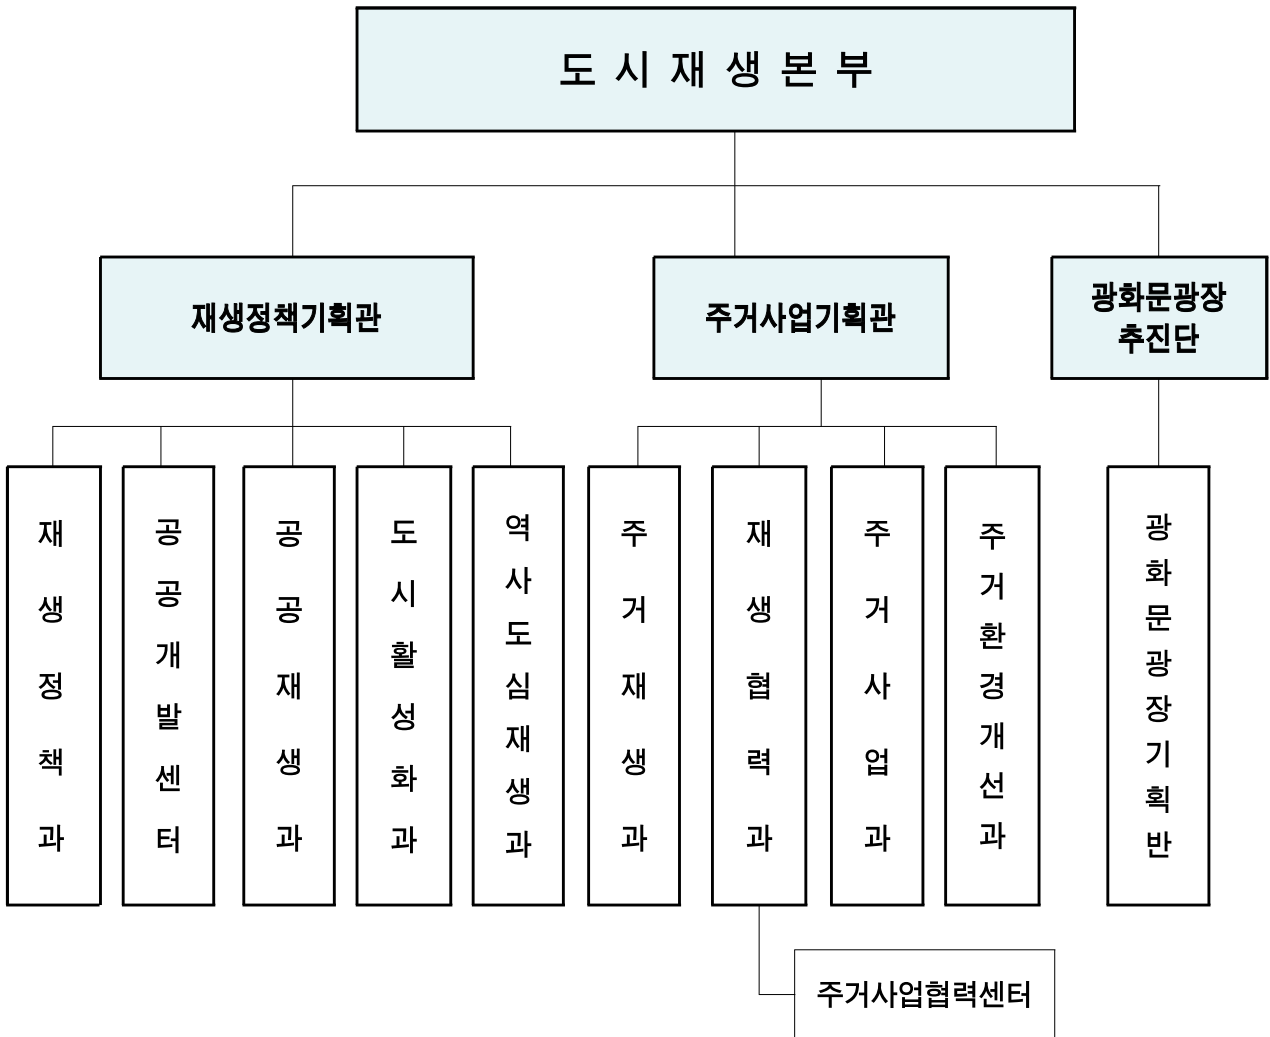 도시재생본부
재생정책기획관
주거사업기획관
광화문광장
추진단
재생정책과
공공개발센터
공공재생과
도시활성화과
역사도심재생과
주거재생과
재생협력과
주거사업과
주거환경개선과
광화문광장기획반
주거사업협력센터